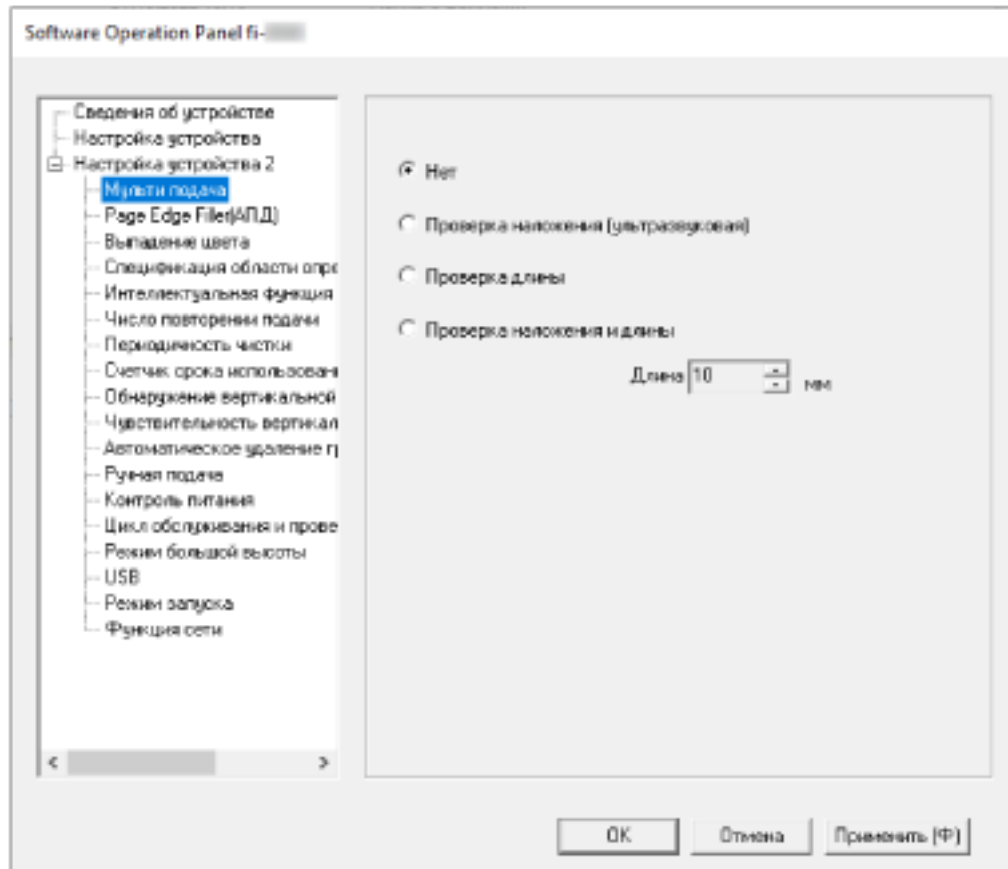 Software Operation Panel fi-
Сведения об устройстве
Настройка устройства
Настройка устройства 2
Мульти подача
Page Edge Filler(АПД)
Выпадение цвета
Спецификация области опре
Интеллектуальная функция
Число повторении подачи
Периодичность чистки
Счетчик срока использован
Обнаружение вертикальной
Чувствительность вертикал
Автоматическое удаление гр
Ручная подача
Контроль питания
Цикл обслуживания и прове
Режим большой высоты
USB
Режим запуска
Функция сети
Нет
Проверка наложения (ультразвуковая)
Проверка длины
Проверка наложения и длины
Длина 10 мм
OK Отмена Применить (Ф)